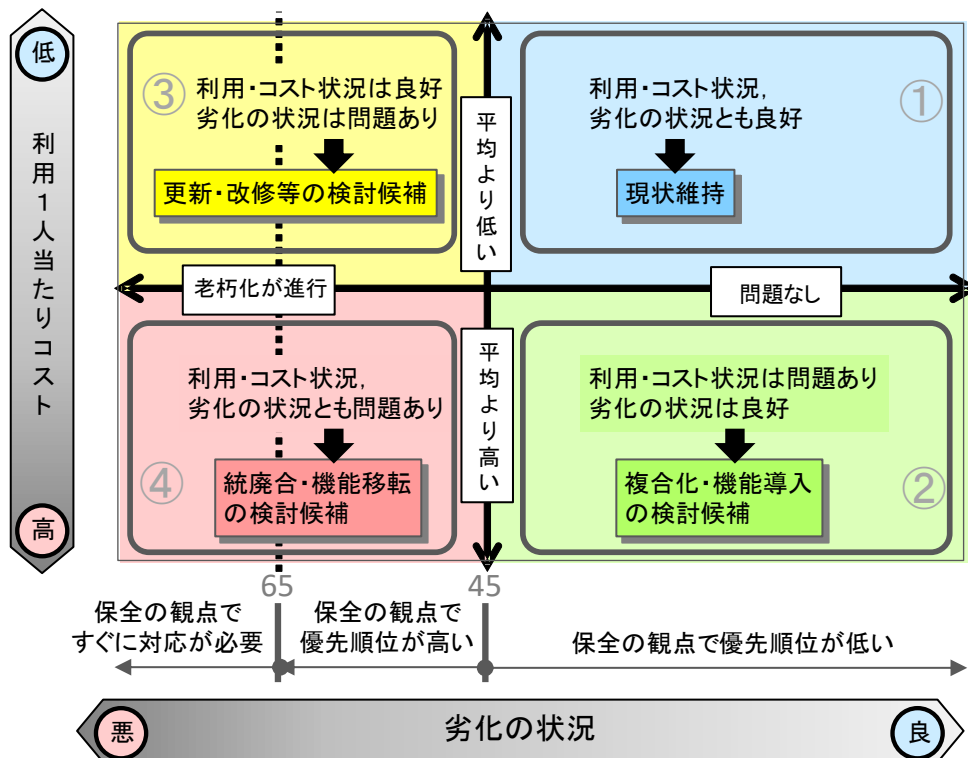 低
利用1人当たりコスト
高
③
利用・コスト状況は良好
劣化の状況は問題あり
更新・改修等の検討候補
平均より低い
①
利用・コスト状況,
劣化の状況とも良好
現状維持
老朽化が進行
問題なし
④
利用・コスト状況,
劣化の状況とも問題あり
統廃合・機能移転
の検討候補
平均より高い
②
利用・コスト状況は問題あり
劣化の状況は良好
複合化・機能導入
の検討候補
65
45
保全の観点で
すぐに対応が必要
保全の観点で
優先順位が高い
保全の観点で優先順位が低い
悪
劣化の状況
良